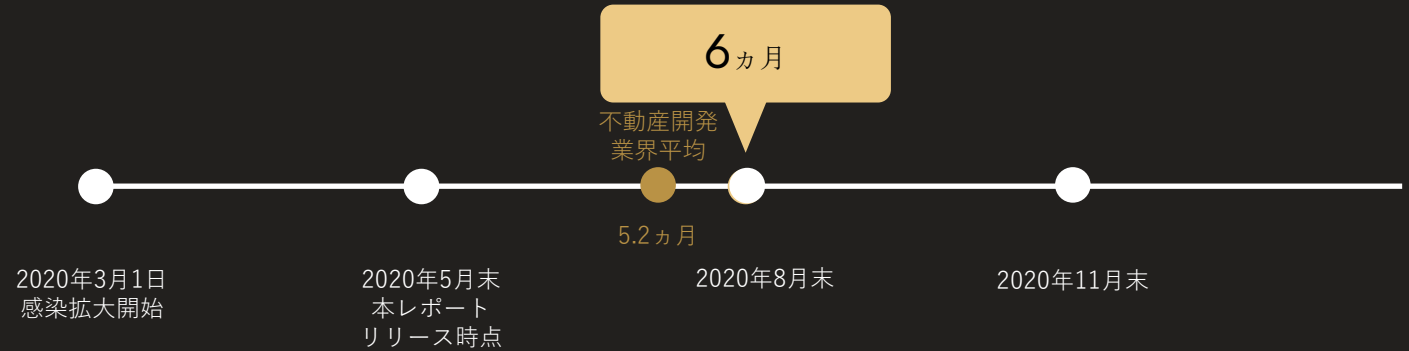 6ヵ月
不動産開発
業界平均
5.2ヵ月
2020年3月1日
感染拡大開始
2020年5月末
本レポート
リリース時点
2020年8月末
2020年11月末